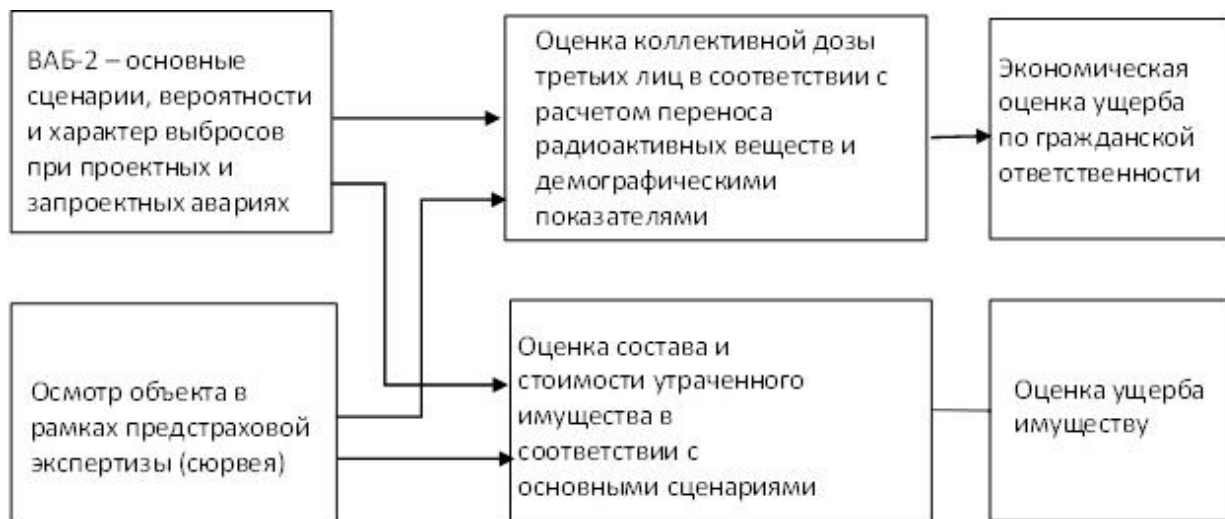 ВАБ-2 – основные
сценарии, вероятности
и характер выбросов
при проектных и
запроектных авариях
Оценка коллективной дозы
третьих лиц в соответствии с
расчетом переноса
радиоактивных веществ и
демографическими
показателями
Экономическая
оценка ущерба
по гражданской
ответственности
Осмотр объекта в
рамках предстраховой
экспертизы (сюрвея)
Оценка состава и
стоимости утраченного
имущества в
соответствии с
основными сценариями
Оценка ущерба
имуществу